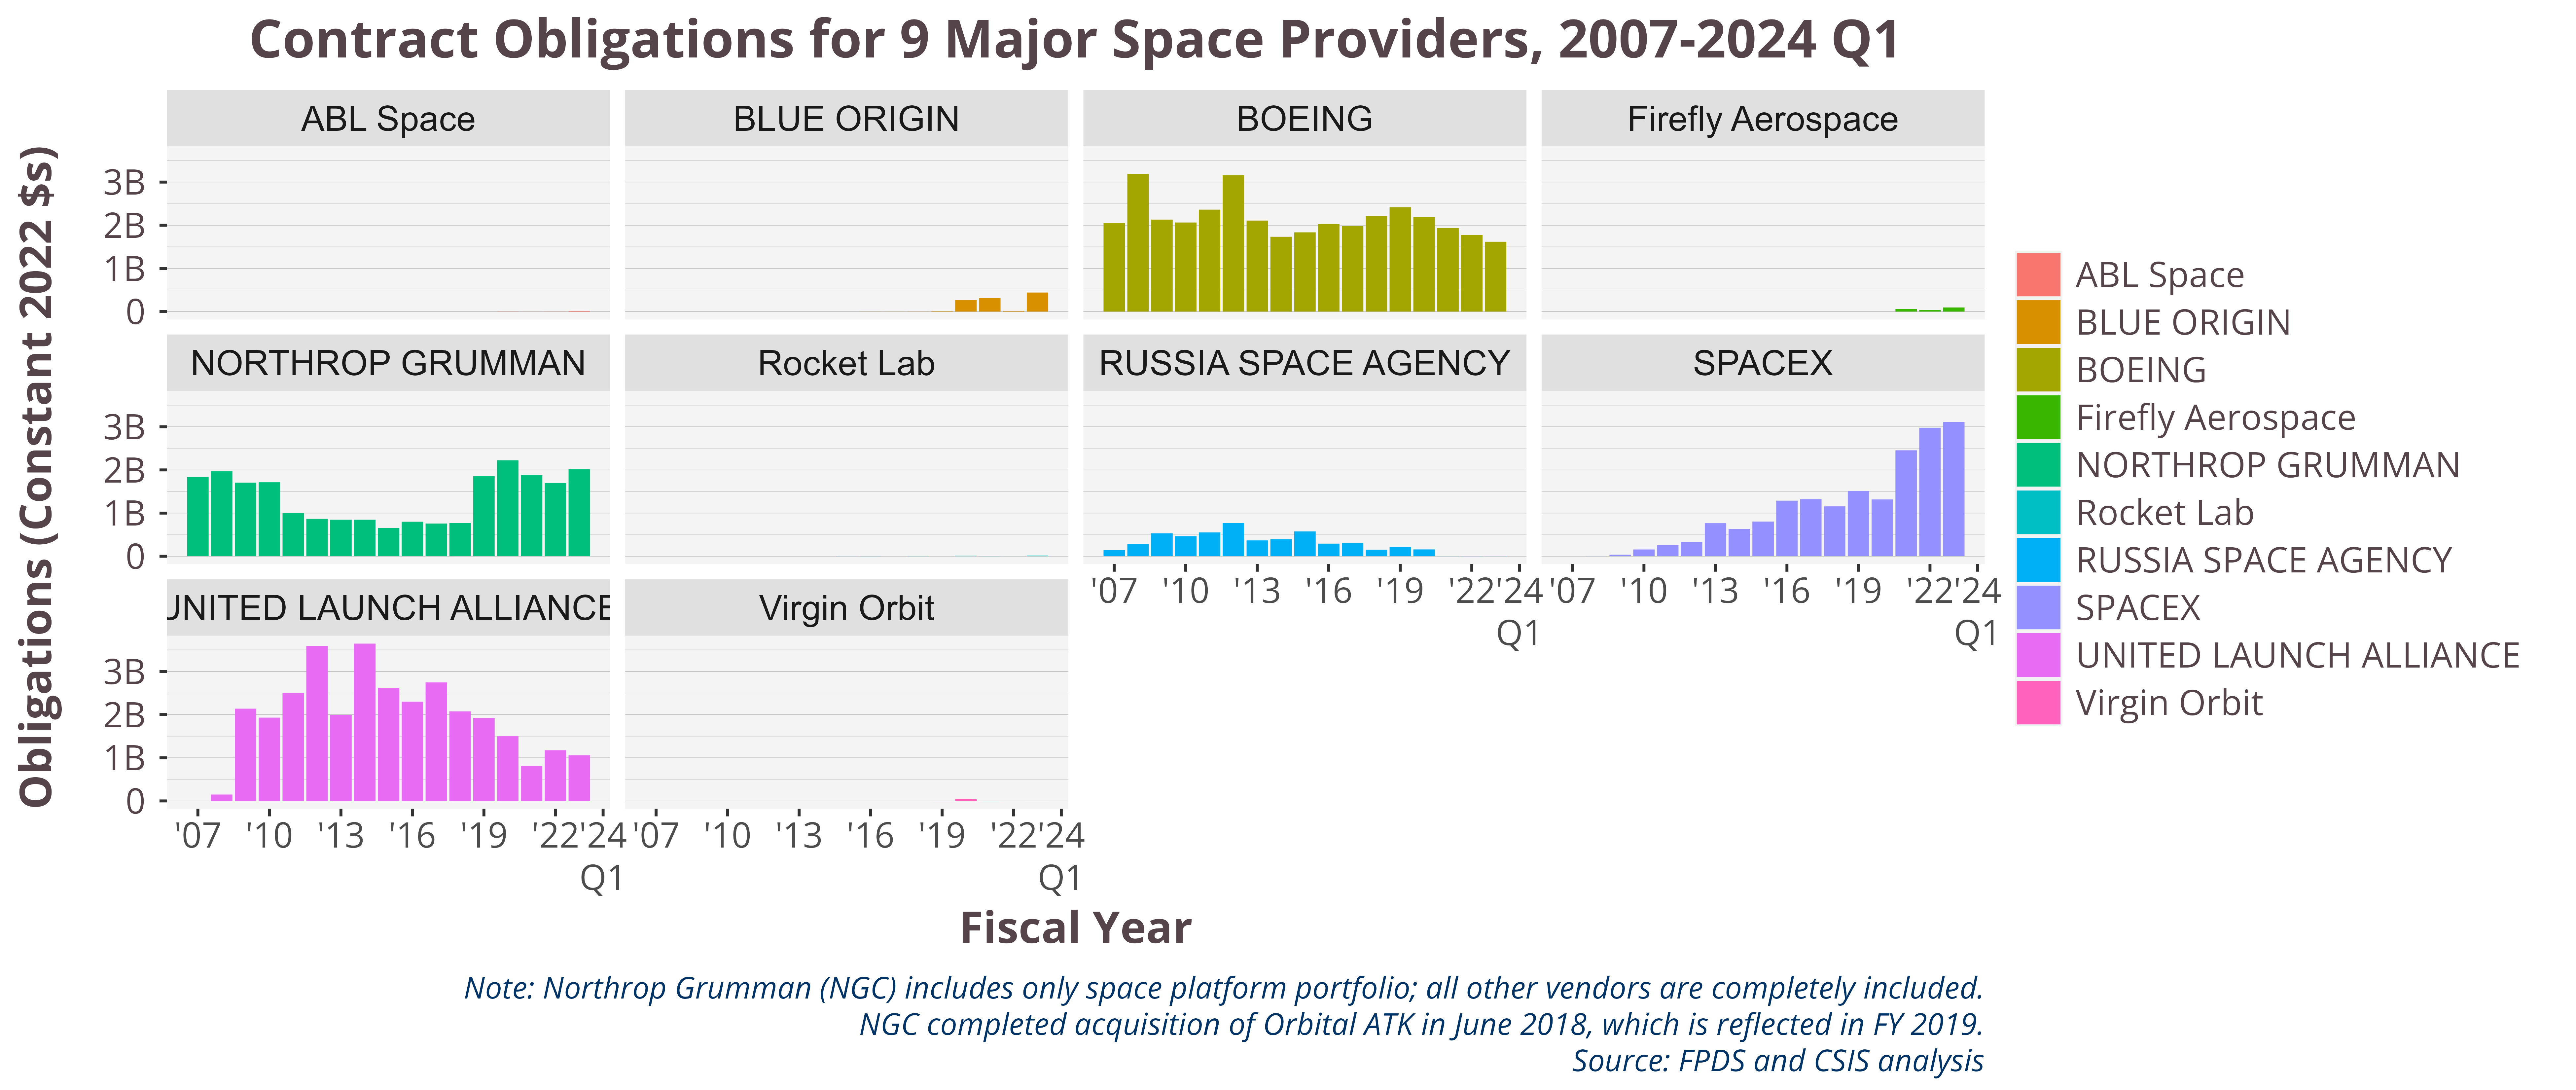 Contract Obligations for 9 Major Space Providers, 2007-2024 Q1
Obligations (Constant 2022 $s)
ABL Space
BLUE ORIGIN
BOEING
Firefly Aerospace
3B
2B
1B
0
NORTHROP GRUMMAN
Rocket Lab
RUSSIA SPACE AGENCY
SPACEX
3B
2B
1B
0
'07 '10 '13 '16 '19 '22 '24 Q1
'07 '10 '13 '16 '19 '22 '24 Q1
UNITED LAUNCH ALLIANCE
Virgin Orbit
3B
2B
1B
0
'07 '10 '13 '16 '19 '22 '24 Q1
'07 '10 '13 '16 '19 '22 '24 Q1
Fiscal Year
ABL Space
BLUE ORIGIN
BOEING
Firefly Aerospace
NORTHROP GRUMMAN
Rocket Lab
RUSSIA SPACE AGENCY
SPACEX
UNITED LAUNCH ALLIANCE
Virgin Orbit
Note: Northrop Grumman (NGC) includes only space platform portfolio; all other vendors are completely included.
NGC completed acquisition of Orbital ATK in June 2018, which is reflected in FY 2019.
Source: FPDS and CSIS analysis